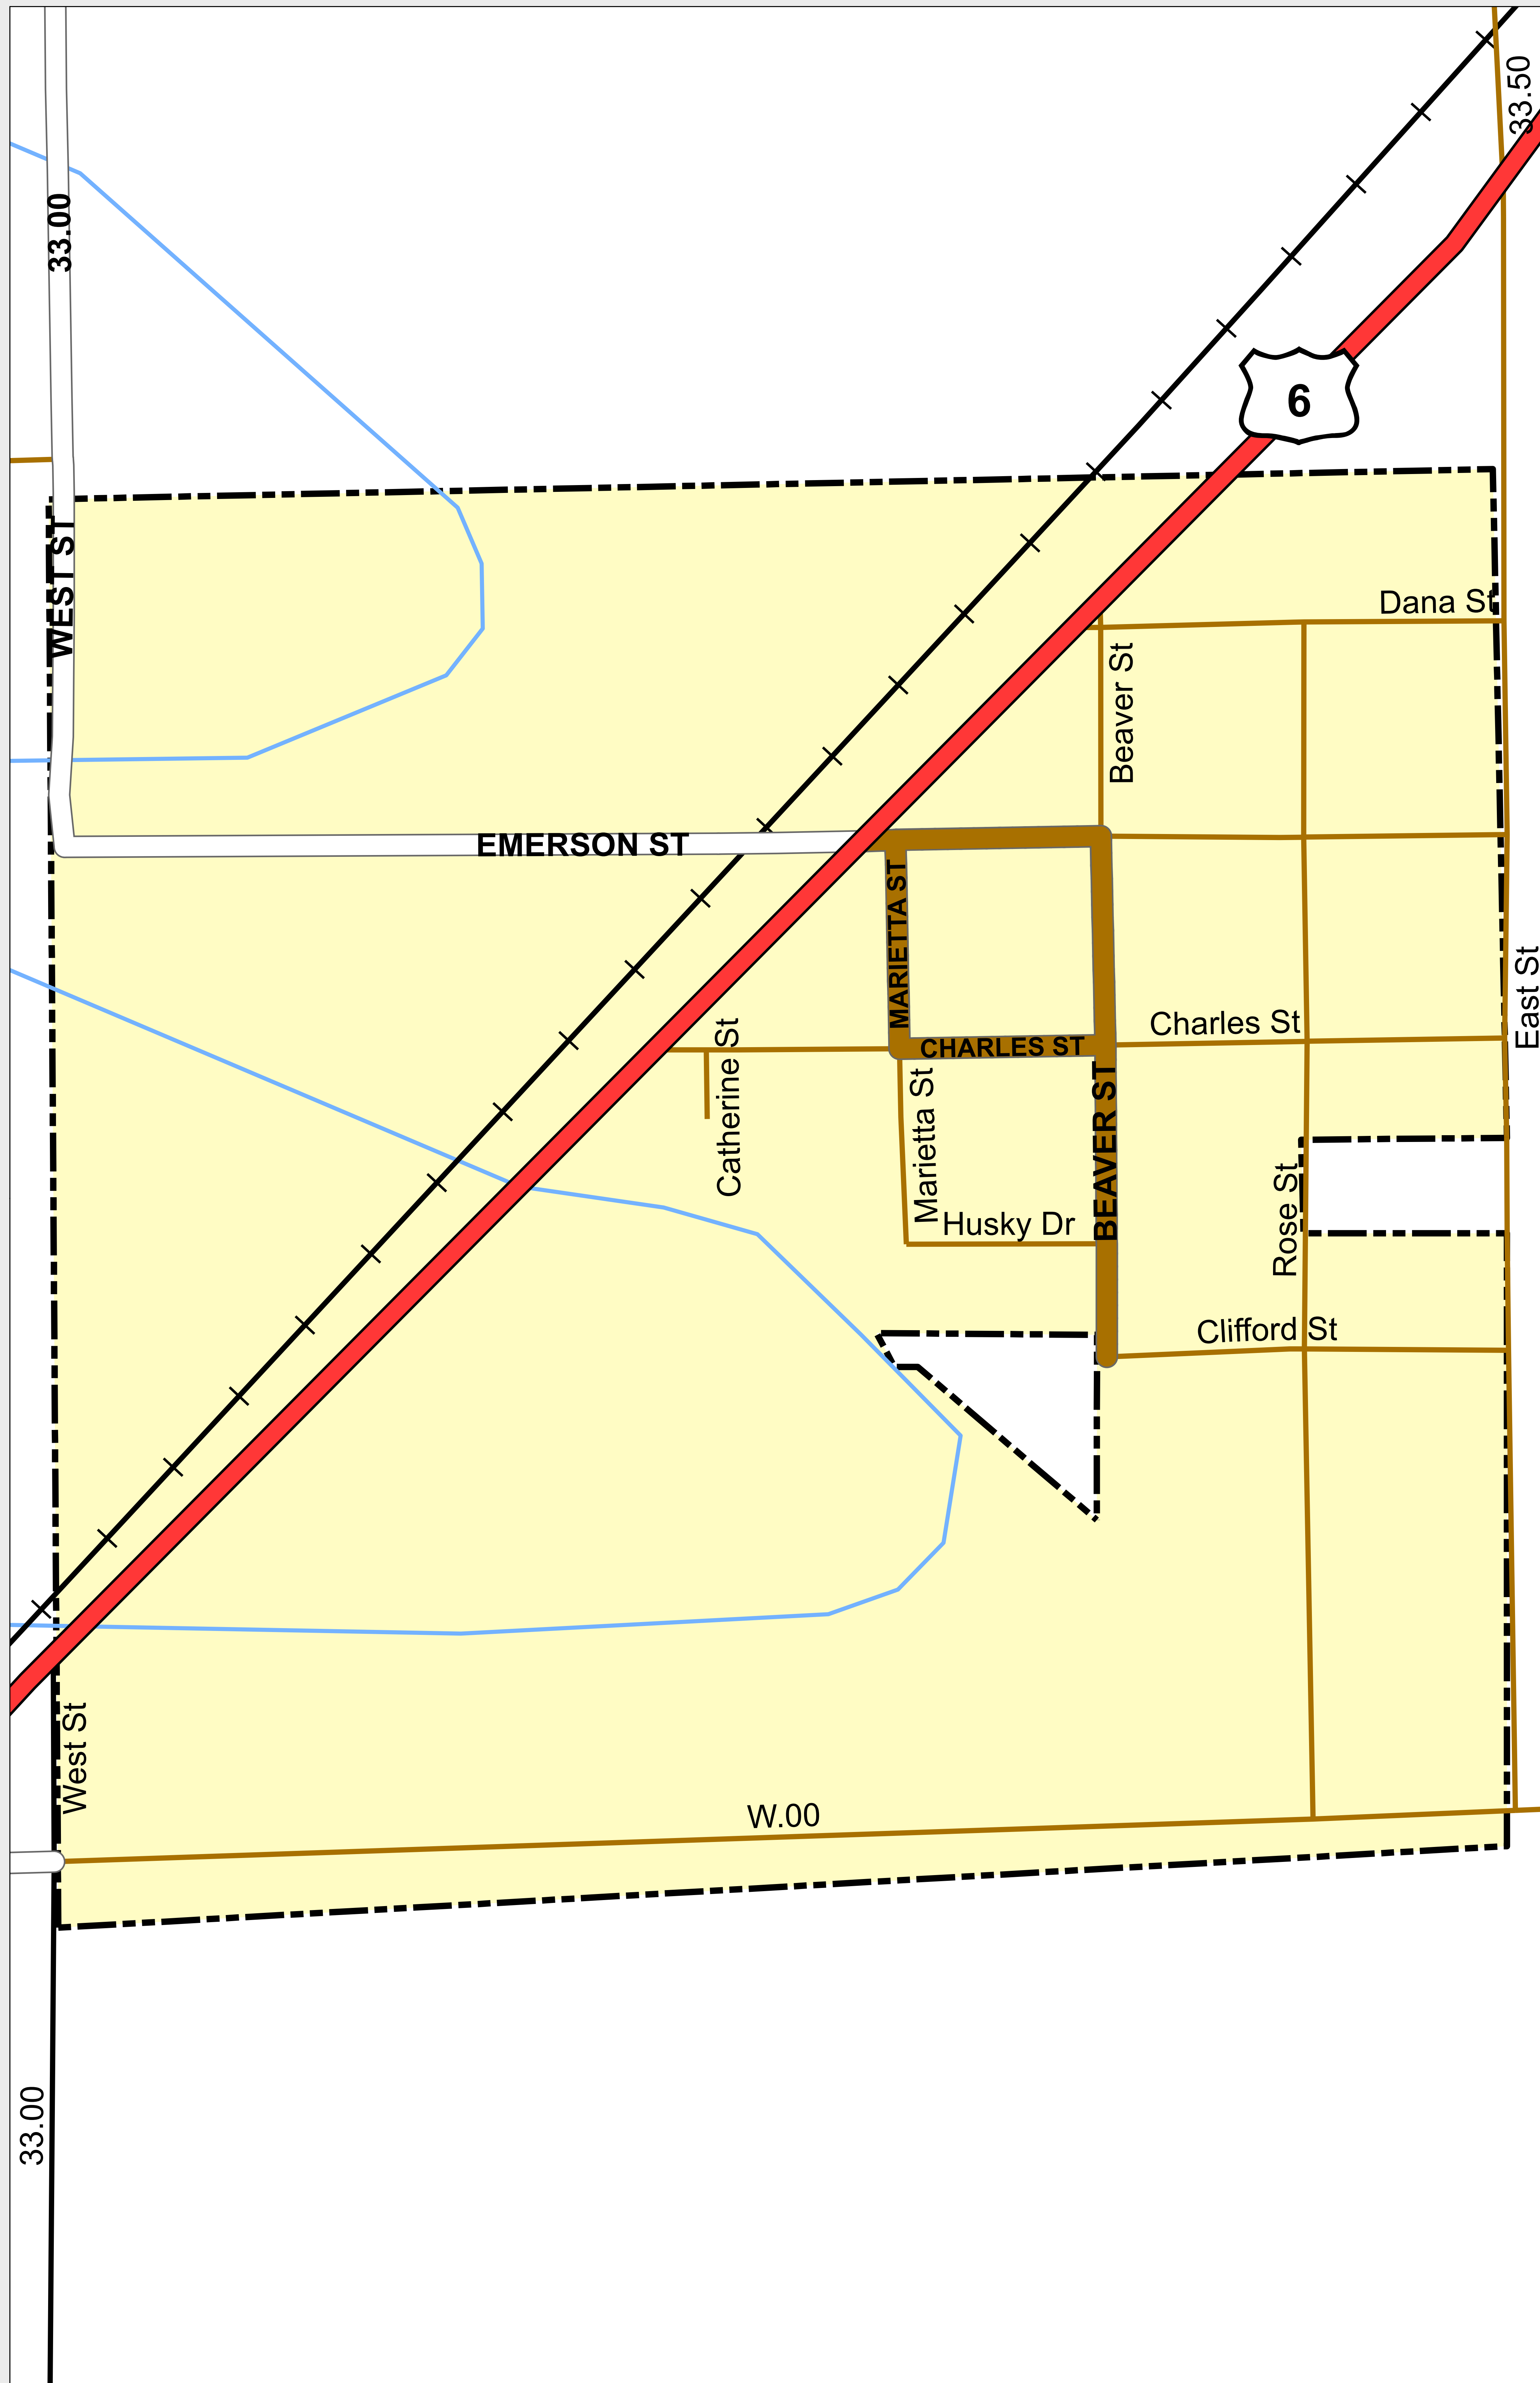 33.50
33.00
6
WEST ST
Dana St
Beaver St
EMERSON ST
MARIETTA ST
East St
Charles St
CHARLES ST
Catherine St
Marietta St
BEAVER ST
Husky Dr
Rose St
Clifford St
West St
W.00
33.00